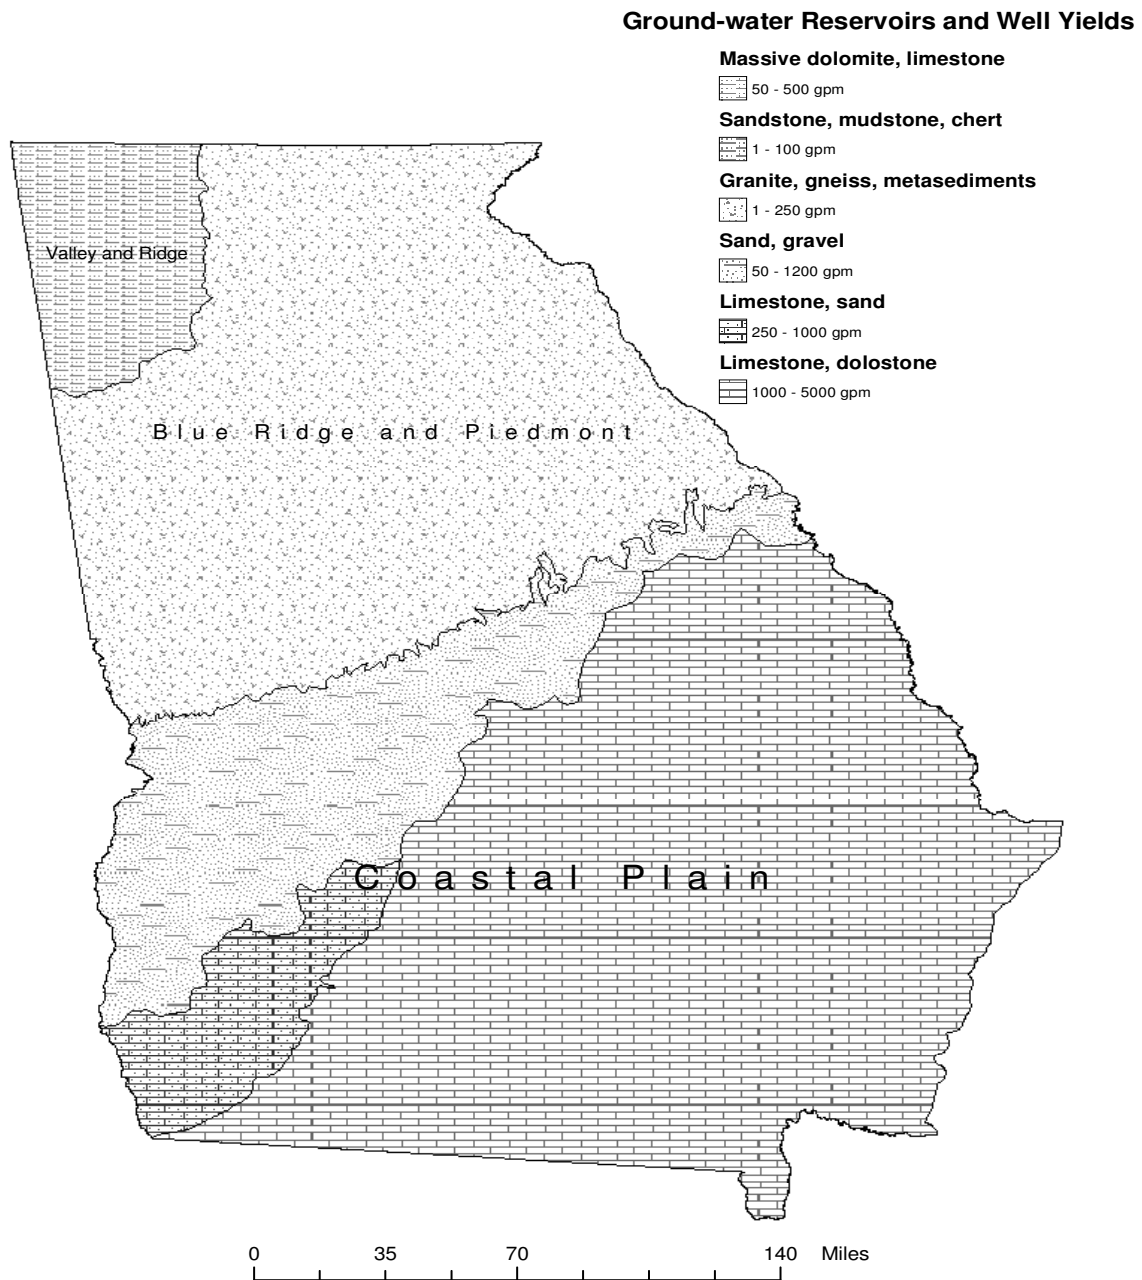 Ground-water Reservoirs and Well Yields
Massive dolomite, limestone
50 - 500 gpm
Sandstone, mudstone, chert
1 - 100 gpm
Granite, gneiss, metasediments
1 - 250 gpm
Sand, gravel
50 - 1200 gpm
Limestone, sand
250 - 1000 gpm
Limestone, dolostone
1000 - 5000 gpm
Valley and Ridge
Blue Ridge and Piedmont
Coastal Plain
0 35 70 140 Miles